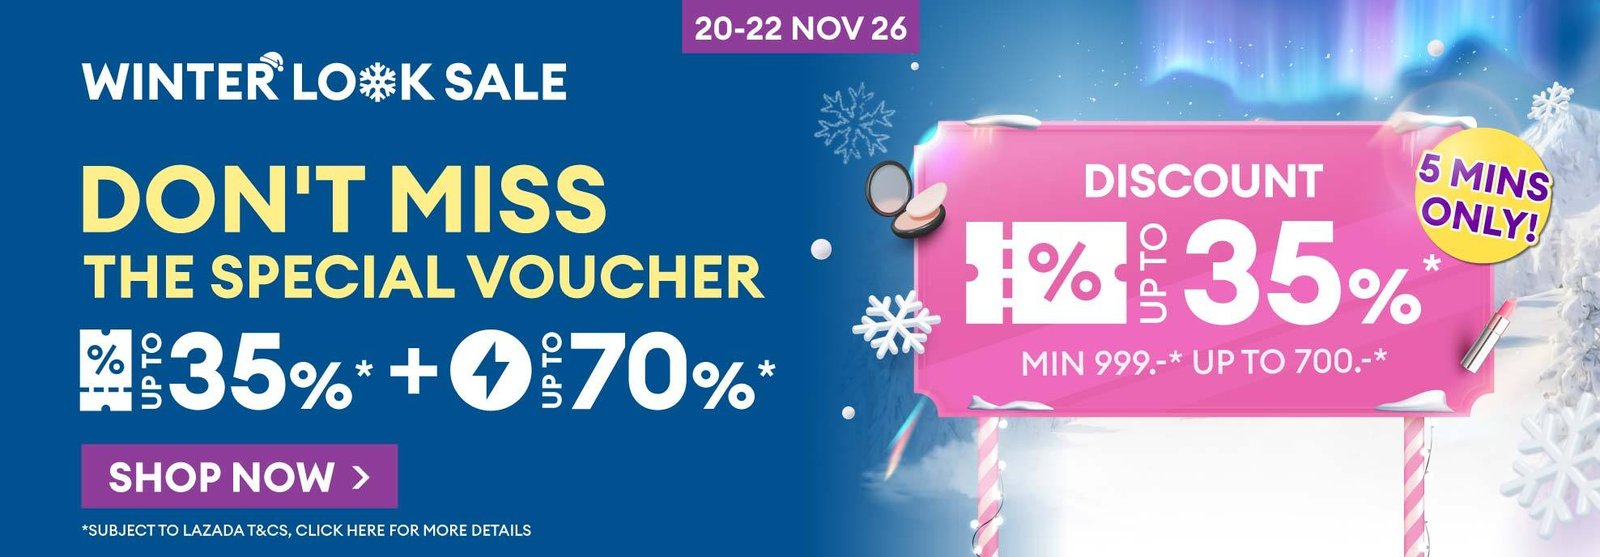 20-22 NOV 26
WINTER LOOK SALE
DON'T MISS
THE SPECIAL VOUCHER
% UP TO 35%* + UP TO 70%*
SHOP NOW >
*SUBJECT TO LAZADA T&CS, CLICK HERE FOR MORE DETAILS
5 MINS
ONLY!
DISCOUNT
% UP TO 35%*
MIN 999.-* UP TO 700.-*